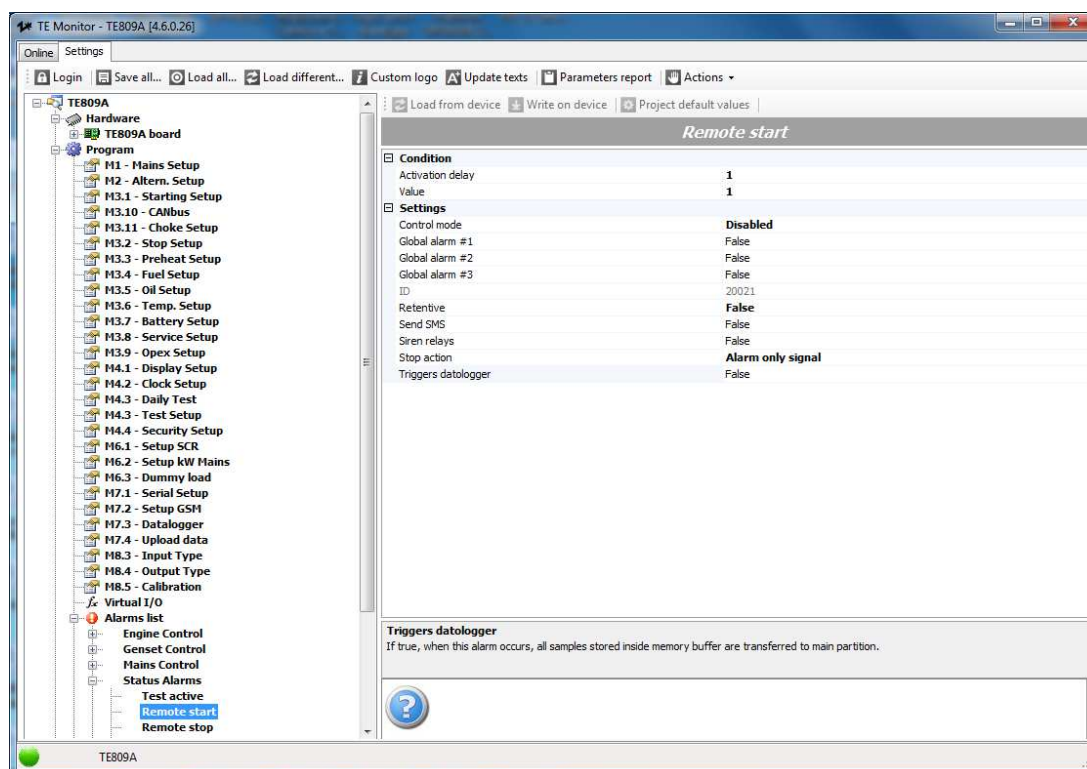 TE Monitor - TE809A [4.6.0.26]
Online Settings
Login Save all... Load all... Load different... Custom logo Update texts Parameters report Actions
TE809A
Hardware
TE809A board
Program
M1 - Mains Setup
M2 - Altern. Setup
M3.1 - Starting Setup
M3.10 - CANbus
M3.11 - Choke Setup
M3.2 - Stop Setup
M3.3 - Preheat Setup
M3.4 - Fuel Setup
M3.5 - Oil Setup
M3.6 - Temp. Setup
M3.7 - Battery Setup
M3.8 - Service Setup
M3.9 - Opex Setup
M4.1 - Display Setup
M4.2 - Clock Setup
M4.3 - Daily Test
M4.3 - Test Setup
M4.4 - Security Setup
M6.1 - Setup SCR
M6.2 - Setup kW Mains
M6.3 - Dummy load
M7.1 - Serial Setup
M7.2 - Setup GSM
M7.3 - Datalogger
M7.4 - Upload data
M8.3 - Input Type
M8.4 - Output Type
M8.5 - Calibration
Virtual I/O
Alarms list
Engine Control
Genset Control
Mains Control
Status Alarms
Test active
Remote start
Remote stop
Load from device Write on device Project default values
Remote start
Condition
Activation delay 1
Value 1
Settings
Control mode Disabled
Global alarm #1 False
Global alarm #2 False
Global alarm #3 False
ID 20021
Retentive False
Send SMS False
Siren relays False
Stop action Alarm only signal
Triggers datologger False
Triggers datologger
If true, when this alarm occurs, all samples stored inside memory buffer are transferred to main partition.
TE809A